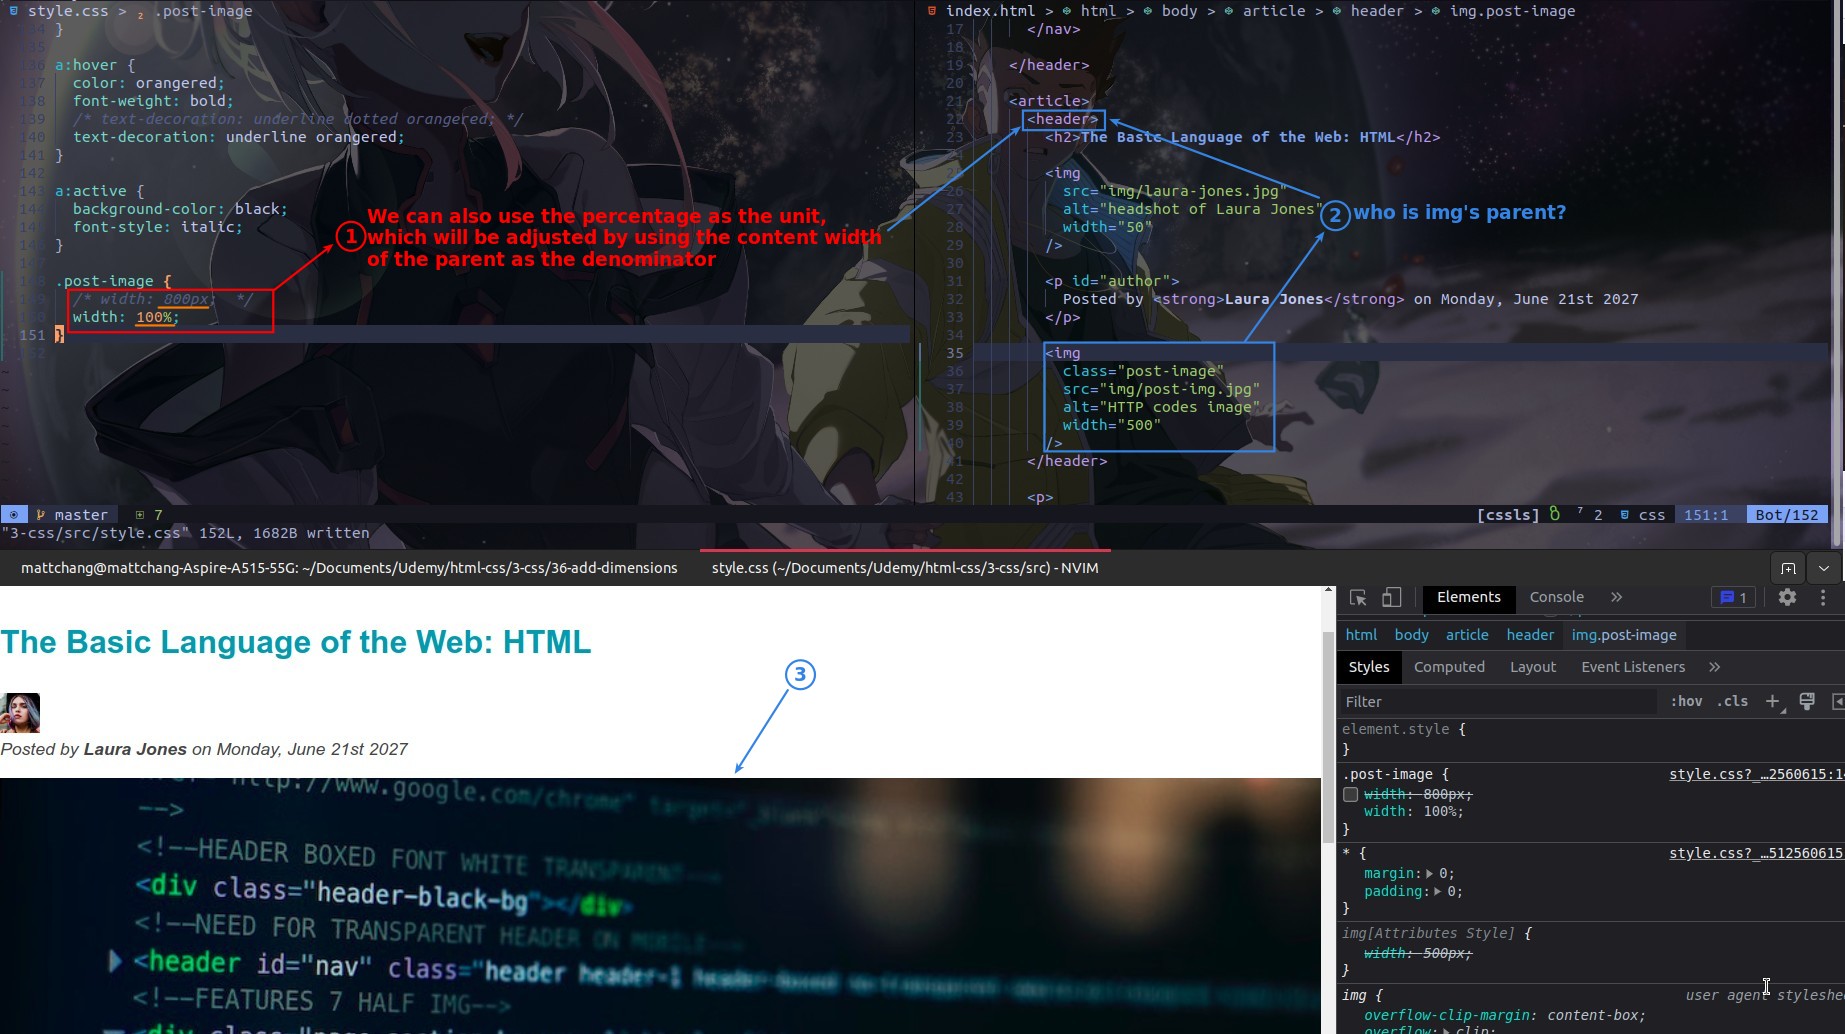 style.css > .post-image
134 }
135
136 a:hover {
137 color: orangered;
138 font-weight: bold;
139 /* text-decoration: underline dotted orangered; */
140 text-decoration: underline orangered;
141 }
142
143 a:active {
144 background-color: black;
145 font-style: italic;
146 }
147
148 .post-image {
149 /* width: 800px;  */
150 width: 100%;
151 }
152
1 We can also use the percentage as the unit,
which will be adjusted by using the content width
of the parent as the denominator
index.html > html > body > article > header > img.post-image
17 </nav>
18
19 </header>
20
21 <article>
22 <header>
23 <h2>The Basic Language of the Web: HTML</h2>
24
25 <img
26 src="img/laura-jones.jpg"
27 alt="headshot of Laura Jones"
28 width="50"
29 />
30
31 <p id="author">
32 Posted by <strong>Laura Jones</strong> on Monday, June 21st 2027
33 </p>
34
35 <img
36 class="post-image"
37 src="img/post-img.jpg"
38 alt="HTTP codes image"
39 width="500"
40 />
41 </header>
42
43 <p>
2 who is img's parent?
master 7
[cssls] 2 css 151:1 Bot/152
"3-css/src/style.css" 152L, 1682B written
mattchang@mattchang-Aspire-A515-55G: ~/Documents/Udemy/html-css/3-css/36-add-dimensions
style.css (~/Documents/Udemy/html-css/3-css/src) - NVIM
The Basic Language of the Web: HTML
3
Posted by Laura Jones on Monday, June 21st 2027
http://www.google.com/chrome"
-->
<!--HEADER BOXED FONT WHITE TRANSPARENT-->
<div class="header-black-bg"></div>
<!--NEED FOR TRANSPARENT HEADER ON MOBILE-->
<header id="nav" class="header header-1 header-boxed
<!--FEATURES 7 HALF IMG-->
<div class="page-section
Elements Console » 1
html body article header img.post-image
Styles Computed Layout Event Listeners »
Filter :hov .cls +
element.style {
}
.post-image { style.css?_…2560615:1
width: 800px;
width: 100%;
}
* { style.css?_…512560615
margin: 0;
padding: 0;
}
img[Attributes Style] {
width: 500px;
}
img { user agent styleshe
overflow-clip-margin: content-box;
overflow: clip;